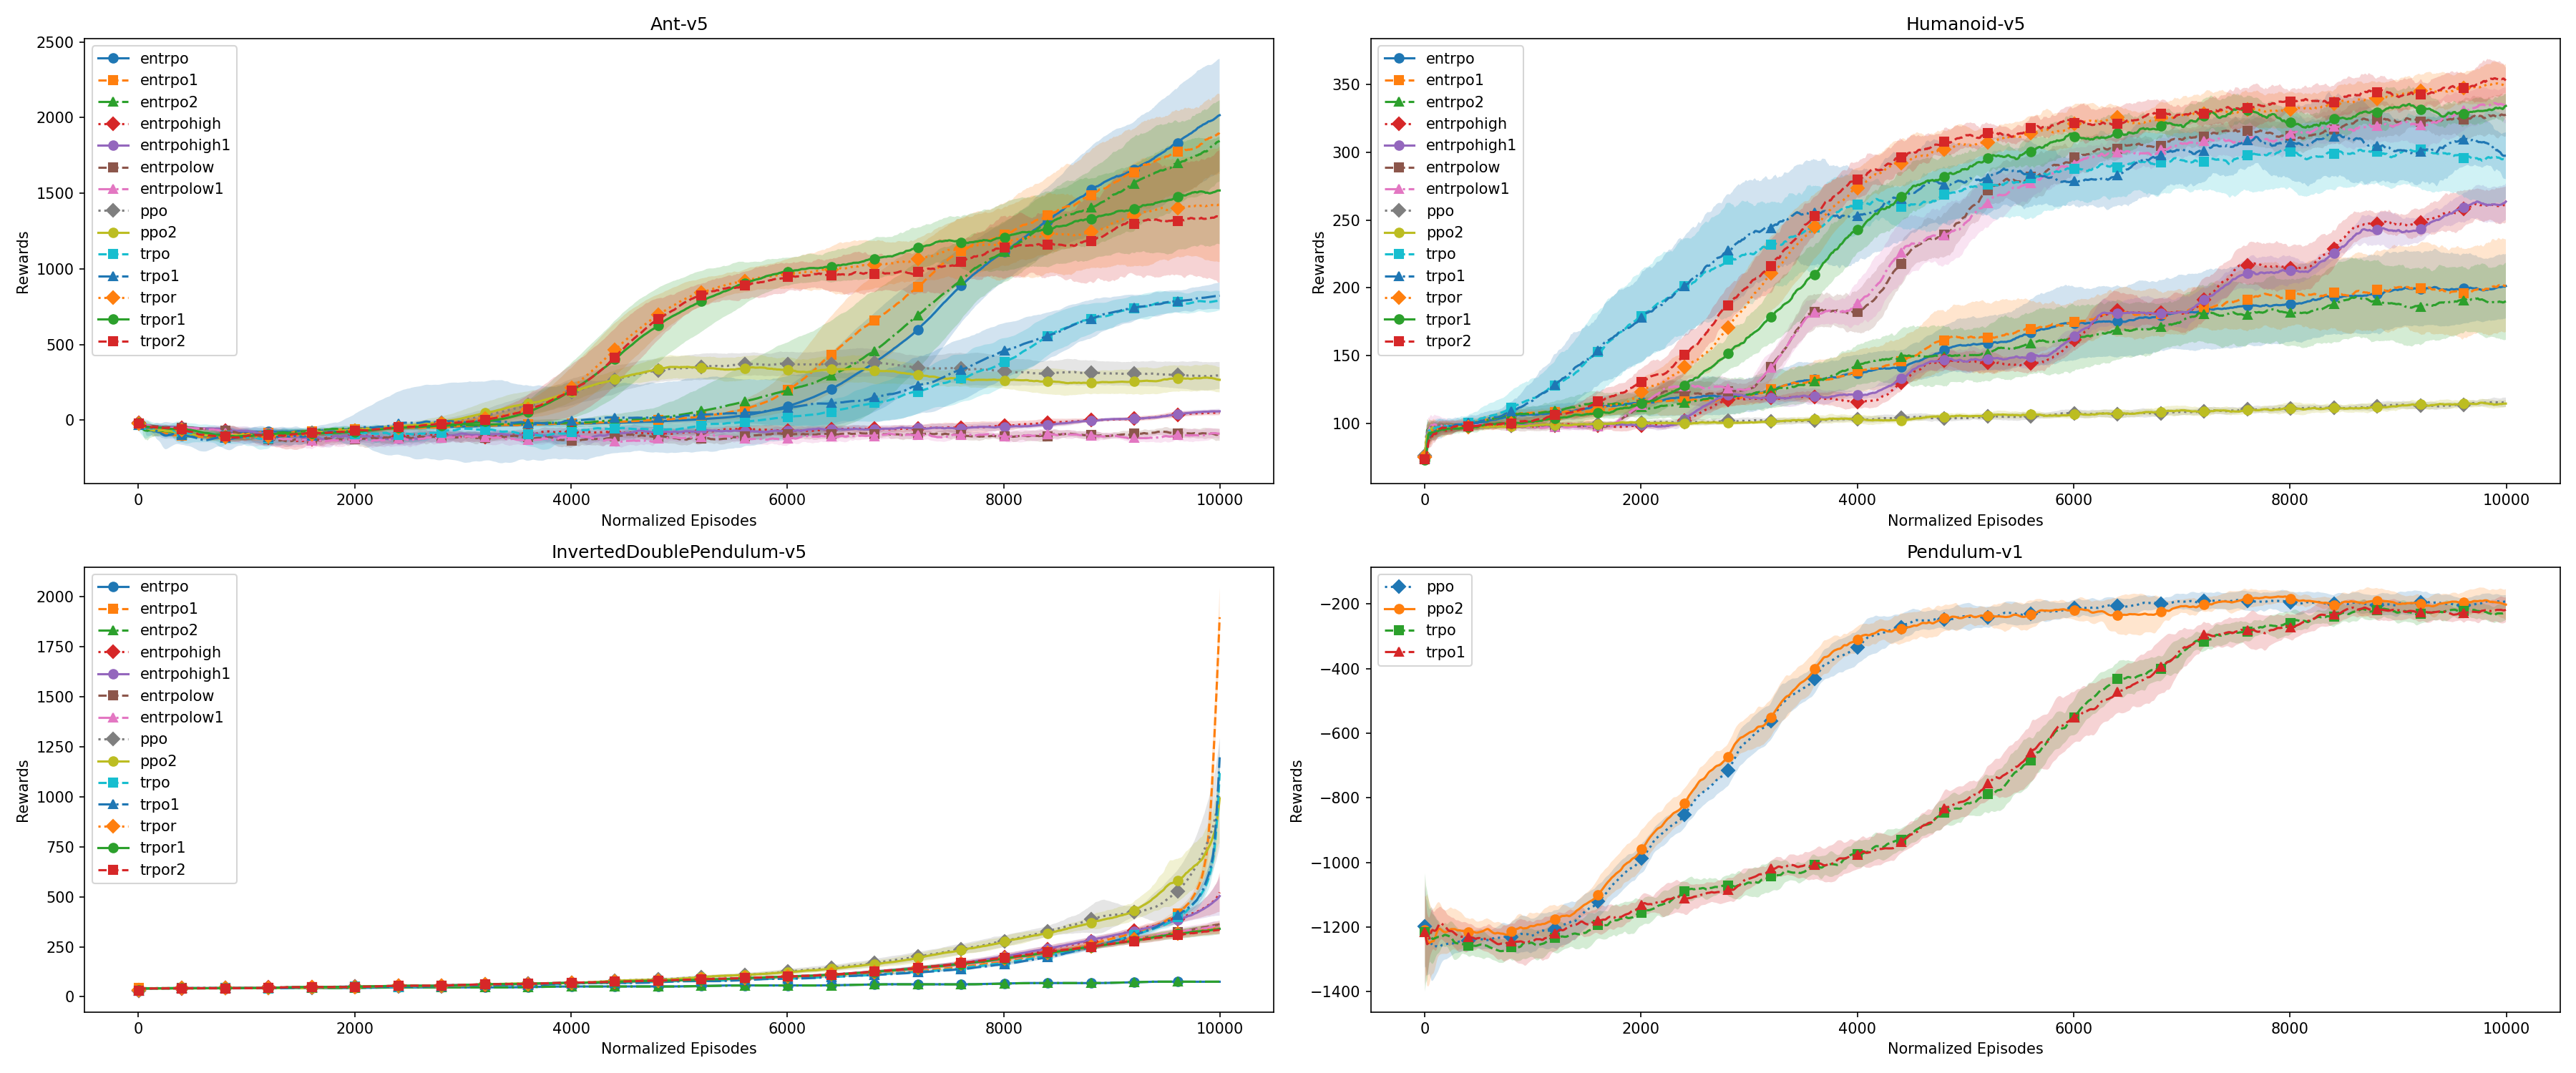 Ant-v5
2500
2000
1500
1000
500
0
Rewards
entrpo
entrpo1
entrpo2
entrpohigh
entrpohigh1
entrpolow
entrpolow1
ppo
ppo2
trpo
trpo1
trpor
trpor1
trpor2
0 2000 4000 6000 8000 10000
Normalized Episodes
Humanoid-v5
350
300
250
200
150
100
Rewards
entrpo
entrpo1
entrpo2
entrpohigh
entrpohigh1
entrpolow
entrpolow1
ppo
ppo2
trpo
trpo1
trpor
trpor1
trpor2
0 2000 4000 6000 8000 10000
Normalized Episodes
InvertedDoublePendulum-v5
2000
1750
1500
1250
1000
750
500
250
0
Rewards
entrpo
entrpo1
entrpo2
entrpohigh
entrpohigh1
entrpolow
entrpolow1
ppo
ppo2
trpo
trpo1
trpor
trpor1
trpor2
0 2000 4000 6000 8000 10000
Normalized Episodes
Pendulum-v1
−200
−400
−600
−800
−1000
−1200
−1400
Rewards
ppo
ppo2
trpo
trpo1
0 2000 4000 6000 8000 10000
Normalized Episodes